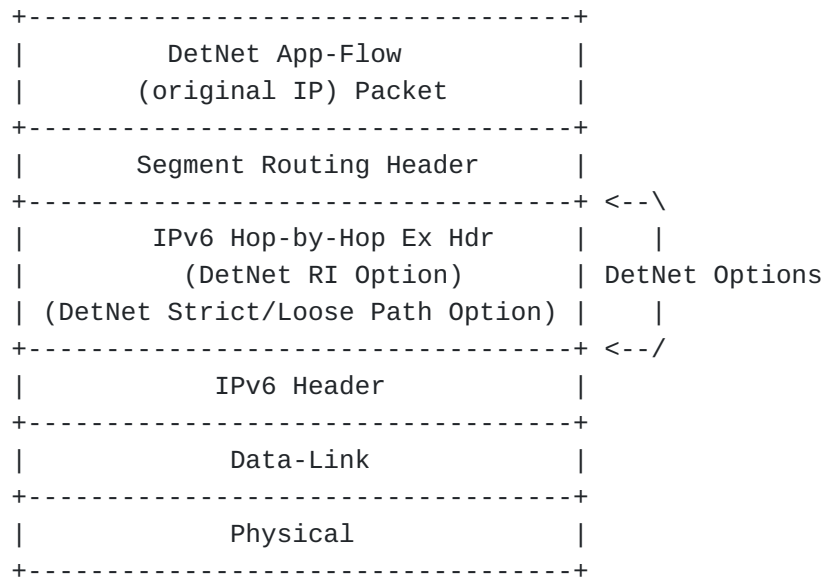 +-----------------------------------+
|         DetNet App-Flow           |
|       (original IP) Packet        |
+-----------------------------------+
|       Segment Routing Header      |
+-----------------------------------+ <--\
|        IPv6 Hop-by-Hop Ex Hdr     |    |
|          (DetNet RI Option)       | DetNet Options
| (DetNet Strict/Loose Path Option) |    |
+-----------------------------------+ <--/
|            IPv6 Header            |
+-----------------------------------+
|             Data-Link             |
+-----------------------------------+
|             Physical              |
+-----------------------------------+